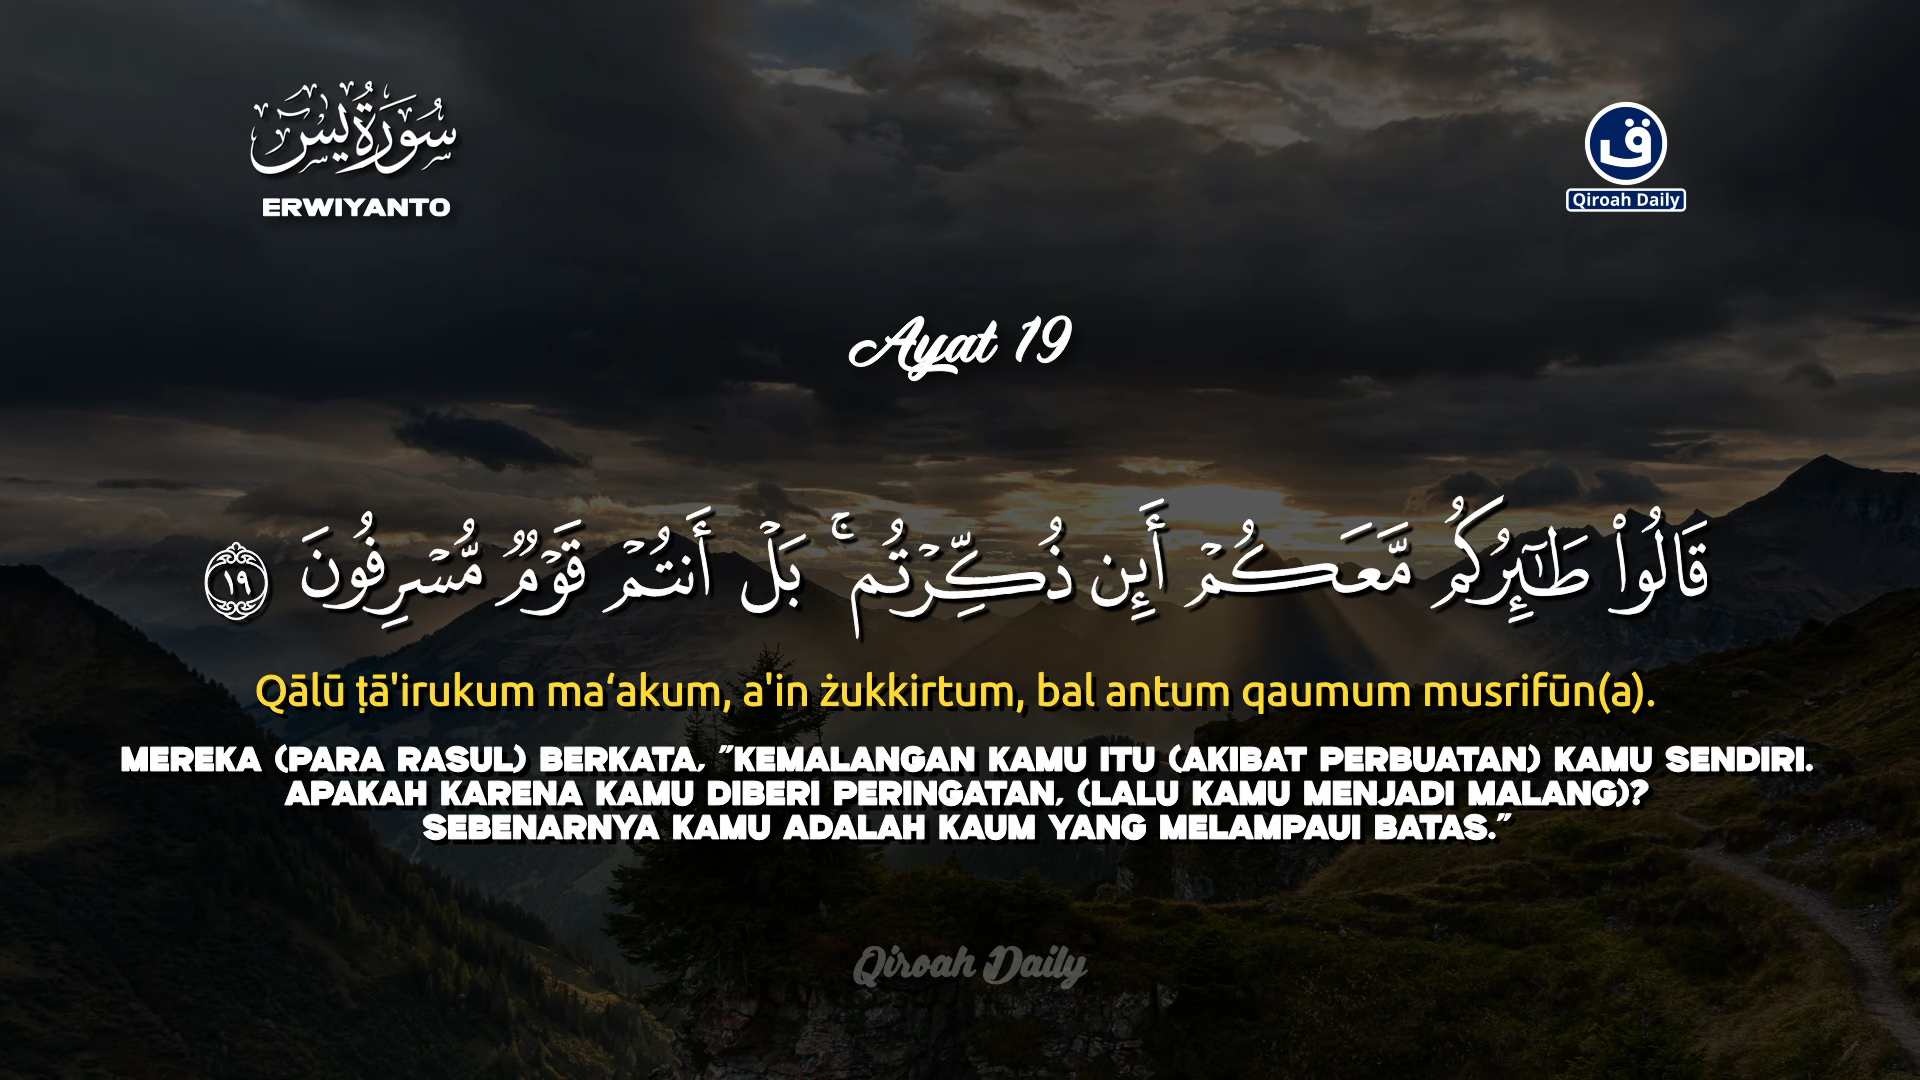 سُورَةُ يسٓ
ERWIYANTO
ق
Qiroah Daily
Ayat 19
قَالُوا۟ طَـٰٓئِرُكُم مَّعَكُمْ أَئِن ذُكِّرْتُم ۚ بَلْ أَنتُمْ قَوْمٌ مُّسْرِفُونَ ١٩
Qālū ṭā'irukum ma‘akum, a'in żukkirtum, bal antum qaumum musrifūn(a).
MEREKA (PARA RASUL) BERKATA, "KEMALANGAN KAMU ITU (AKIBAT PERBUATAN) KAMU SENDIRI.
APAKAH KARENA KAMU DIBERI PERINGATAN, (LALU KAMU MENJADI MALANG)?
SEBENARNYA KAMU ADALAH KAUM YANG MELAMPAUI BATAS."
Qiroah Daily